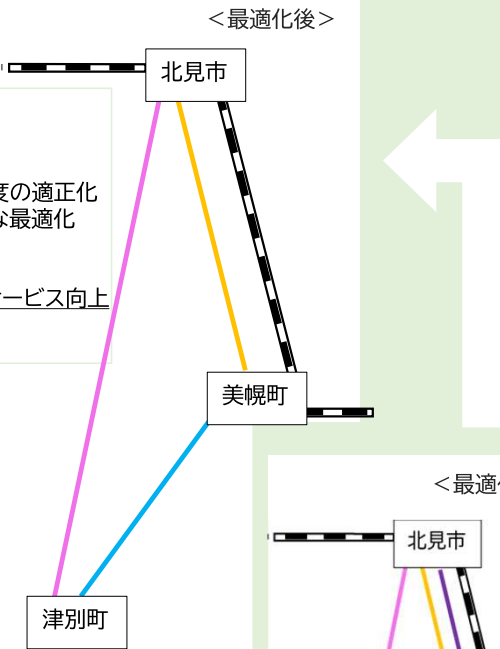 ＜最適化後＞
北見市
度の適正化
な最適化
ービス向上
美幌町
津別町
＜最適
北見市